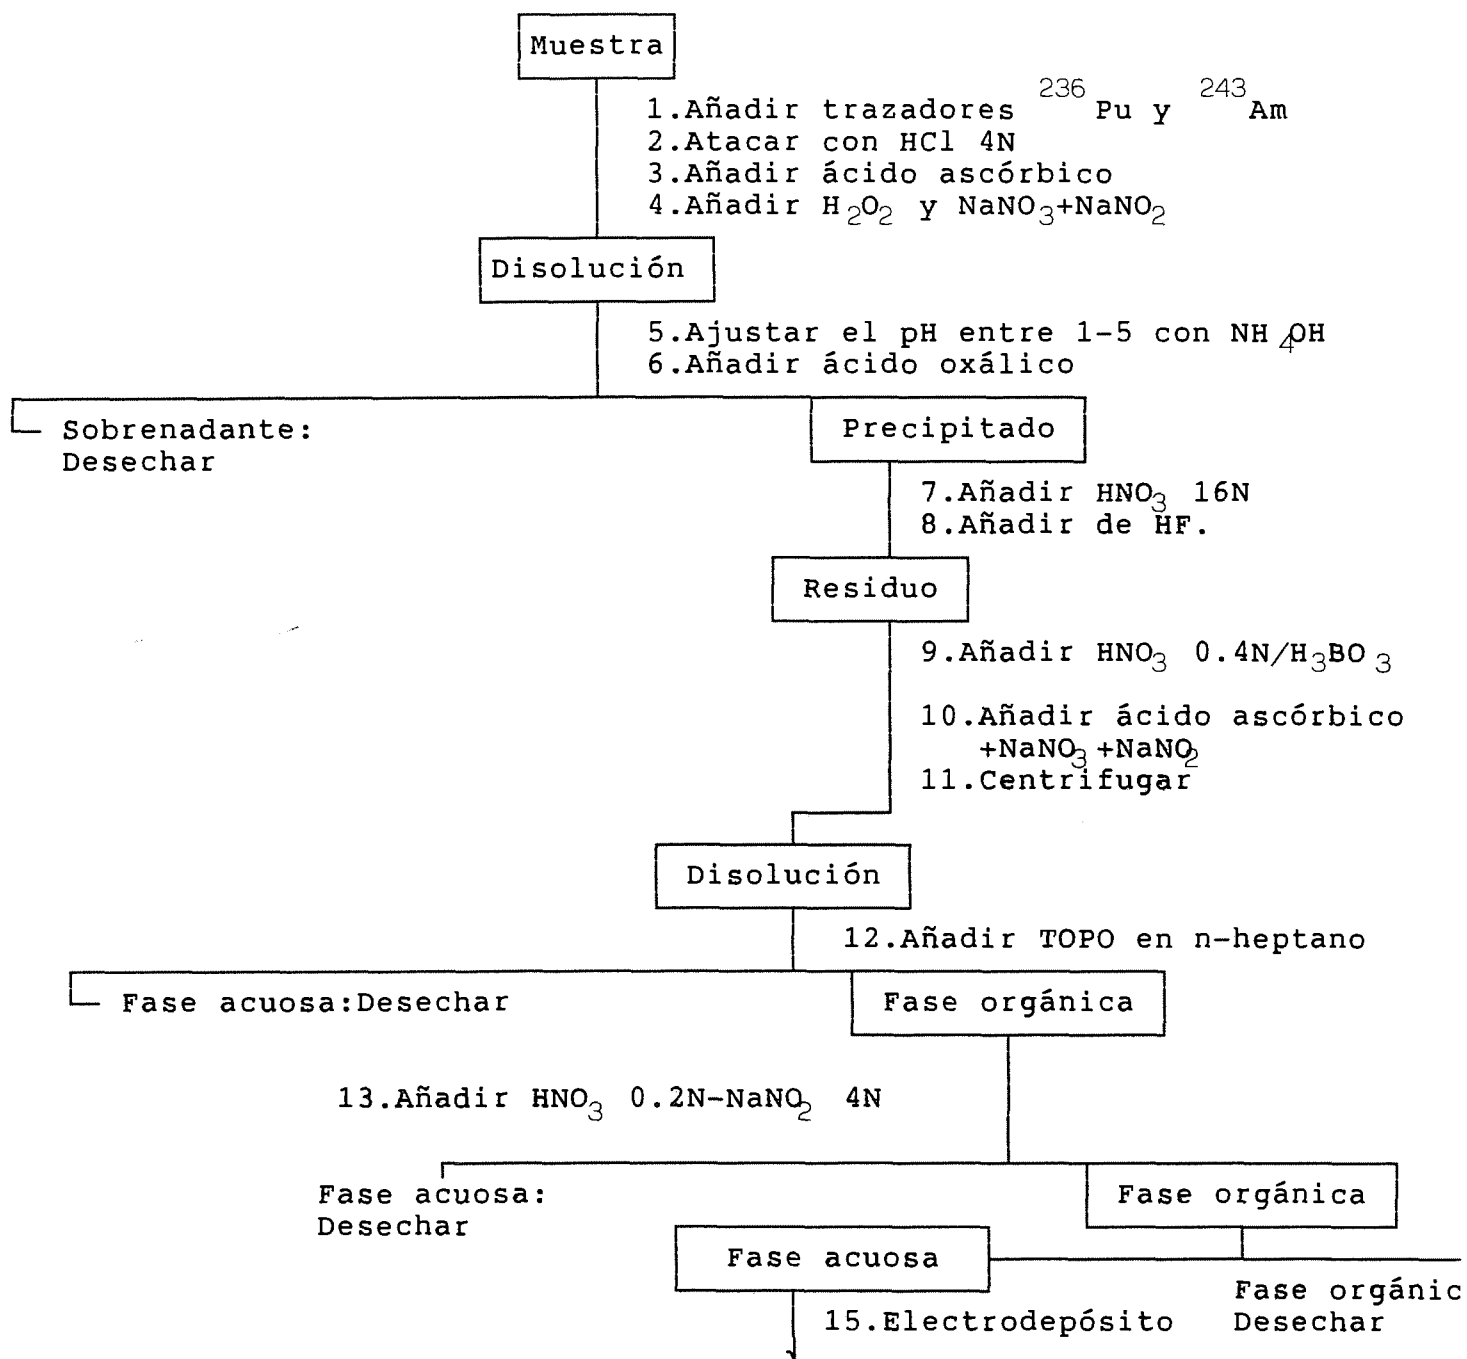 Muestra
1.Añadir trazadores 236Pu y 243Am
2.Atacar con HCl 4N
3.Añadir ácido ascórbico
4.Añadir H2O2 y NaNO3+NaNO2
Disolución
5.Ajustar el pH entre 1-5 con NH4OH
6.Añadir ácido oxálico
Sobrenadante:
Desechar
Precipitado
7.Añadir HNO3 16N
8.Añadir de HF.
Residuo
9.Añadir HNO3 0.4N/H3BO3
10.Añadir ácido ascórbico
+NaNO3+NaNO2
11.Centrifugar
Disolución
12.Añadir TOPO en n-heptano
Fase acuosa:Desechar
Fase orgánica
13.Añadir HNO3 0.2N-NaNO2 4N
Fase acuosa:
Desechar
Fase orgánica
Fase acuosa
Fase orgánic
Desechar
15.Electrodepósito